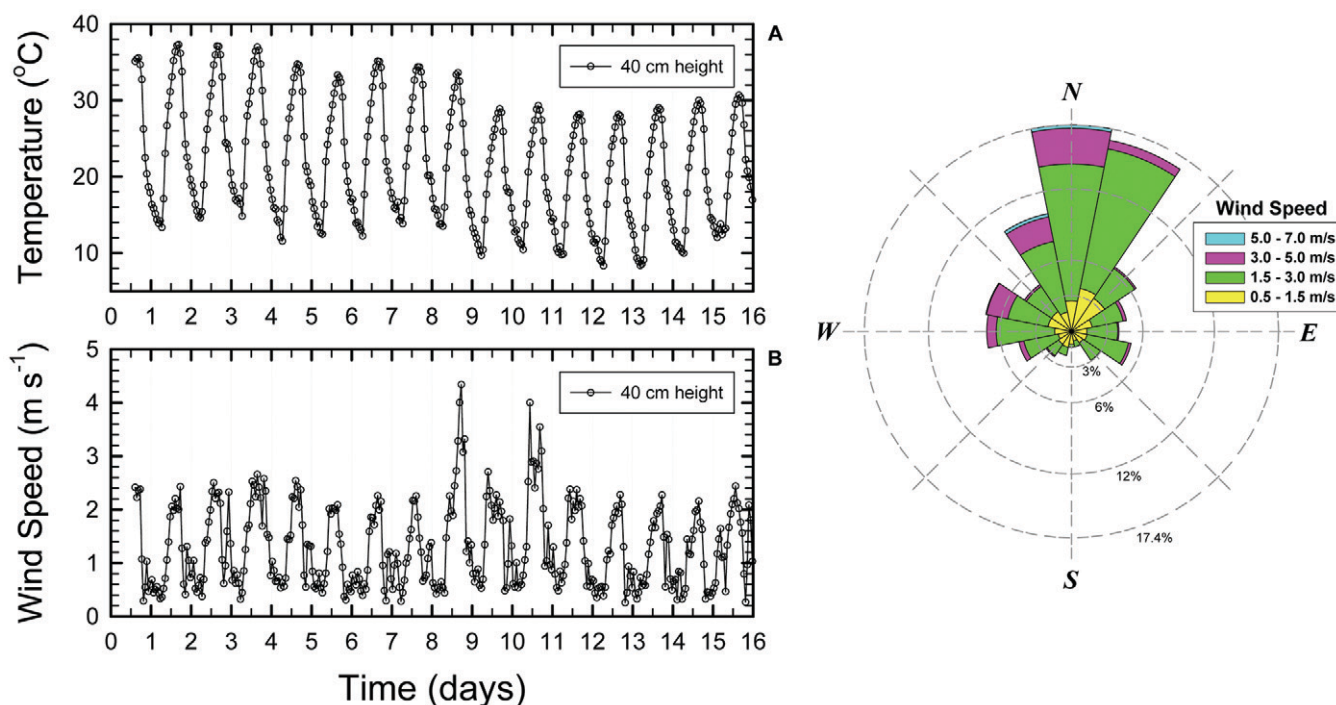 A
40
30
20
10
Temperature (°C)
40 cm height
0 1 2 3 4 5 6 7 8 9 10 11 12 13 14 15 16
B
5
4
3
2
1
0
Wind Speed (m s⁻¹)
40 cm height
0 1 2 3 4 5 6 7 8 9 10 11 12 13 14 15 16
Time (days)
N
W
E
S
3%
6%
12%
17.4%
Wind Speed
5.0 - 7.0 m/s
3.0 - 5.0 m/s
1.5 - 3.0 m/s
0.5 - 1.5 m/s